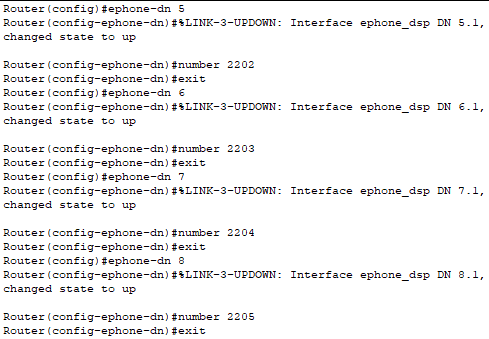 Router(config)#ephone-dn 5
Router(config-ephone-dn)#%LINK-3-UPDOWN: Interface ephone_dsp DN 5.1,
changed state to up
Router(config-ephone-dn)#number 2202
Router(config-ephone-dn)#exit
Router(config)#ephone-dn 6
Router(config-ephone-dn)#%LINK-3-UPDOWN: Interface ephone_dsp DN 6.1,
changed state to up
Router(config-ephone-dn)#number 2203
Router(config-ephone-dn)#exit
Router(config)#ephone-dn 7
Router(config-ephone-dn)#%LINK-3-UPDOWN: Interface ephone_dsp DN 7.1,
changed state to up
Router(config-ephone-dn)#number 2204
Router(config-ephone-dn)#exit
Router(config)#ephone-dn 8
Router(config-ephone-dn)#%LINK-3-UPDOWN: Interface ephone_dsp DN 8.1,
changed state to up
Router(config-ephone-dn)#number 2205
Router(config-ephone-dn)#exit